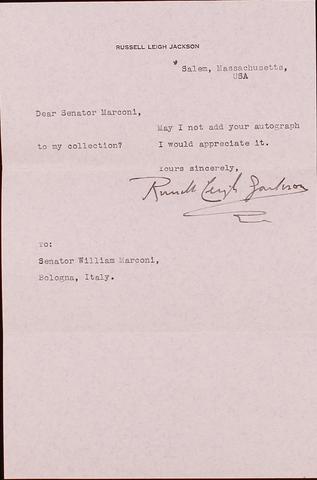 RUSSELL LEIGH JACKSON
Salem, Massachusetts,
USA
Dear Senator Marconi,
May I not add your autograph
to my collection? I would appreciate it.
Yours sincerely,
Russell Leigh Jackson
To:
Senator William Marconi,
Bologna, Italy.